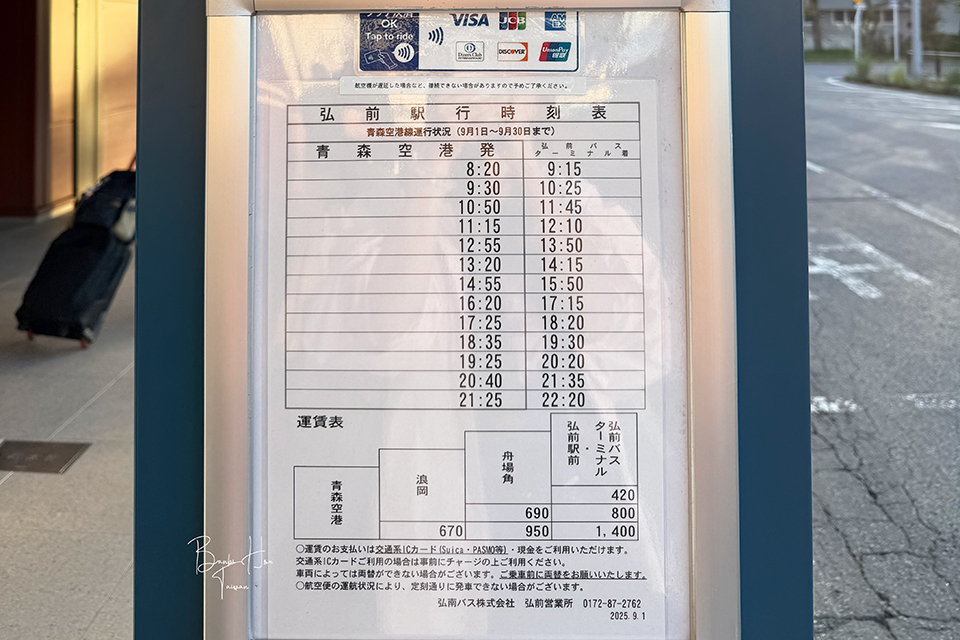 OK
Tap to ride
VISA JCB AM EX
Diners Club INTERNATIONAL DISCOVER UnionPay 银联
航空機が遅延した場合など、接続できない場合がありますので予めご了承ください。
弘前駅行時刻表
青森空港線運行状況（9月1日～9月30日まで）
青森空港発 弘前バスターミナル着
8:20 9:15
9:30 10:25
10:50 11:45
11:15 12:10
12:55 13:50
13:20 14:15
14:55 15:50
16:20 17:15
17:25 18:20
18:35 19:30
19:25 20:20
20:40 21:35
21:25 22:20
運賃表
弘前バスターミナル・弘前駅前
舟場角
浪岡
青森空港
420
690 800
670 950 1,400
○運賃のお支払いは交通系ICカード(Suica・PASMO等)・現金をご利用いただけます。
交通系ICカードご利用の場合は事前にチャージの上ご利用ください。
車両によっては両替ができない場合がございます。ご乗車前に両替をお願いいたします。
○航空便の運航状況により、定刻通りに発車できない場合がございます。
弘南バス株式会社 弘前営業所 0172-87-2762
2025.9.1
Taiwan